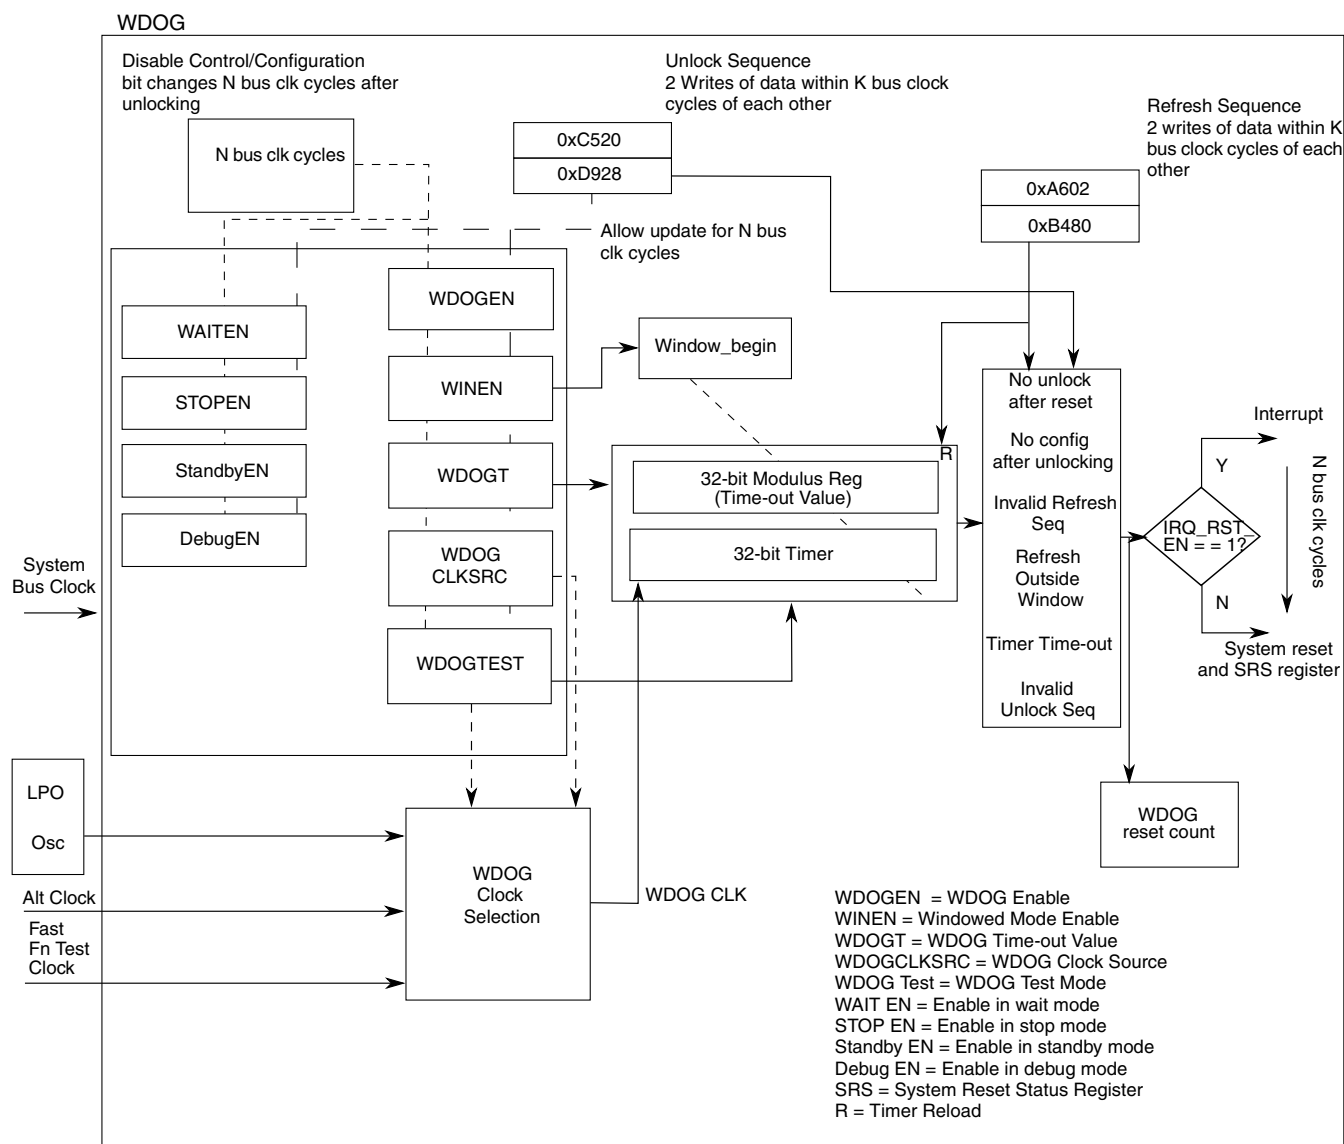 WDOG
Disable Control/Configuration
bit changes N bus clk cycles after
unlocking
N bus clk cycles
Unlock Sequence
2 Writes of data within K bus clock
cycles of each other
0xC520
0xD928
Allow update for N bus
clk cycles
Refresh Sequence
2 writes of data within K
bus clock cycles of each
other
0xA602
0xB480
WAITEN
STOPEN
StandbyEN
DebugEN
WDOGEN
WINEN
WDOGT
WDOG
CLKSRC
WDOGTEST
Window_begin
R
32-bit Modulus Reg
(Time-out Value)
32-bit Timer
No unlock
after reset
No config
after unlocking
Invalid Refresh
Seq
Refresh
Outside
Window
Timer Time-out
Invalid
Unlock Seq
Interrupt
Y
IRQ_RST_
EN = = 1?
N
N bus clk cycles
System reset
and SRS register
WDOG
reset count
System
Bus Clock
LPO
Osc
Alt Clock
Fast
Fn Test
Clock
WDOG
Clock
Selection
WDOG CLK
WDOGEN = WDOG Enable
WINEN = Windowed Mode Enable
WDOGT = WDOG Time-out Value
WDOGCLKSRC = WDOG Clock Source
WDOG Test = WDOG Test Mode
WAIT EN = Enable in wait mode
STOP EN = Enable in stop mode
Standby EN = Enable in standby mode
Debug EN = Enable in debug mode
SRS = System Reset Status Register
R = Timer Reload